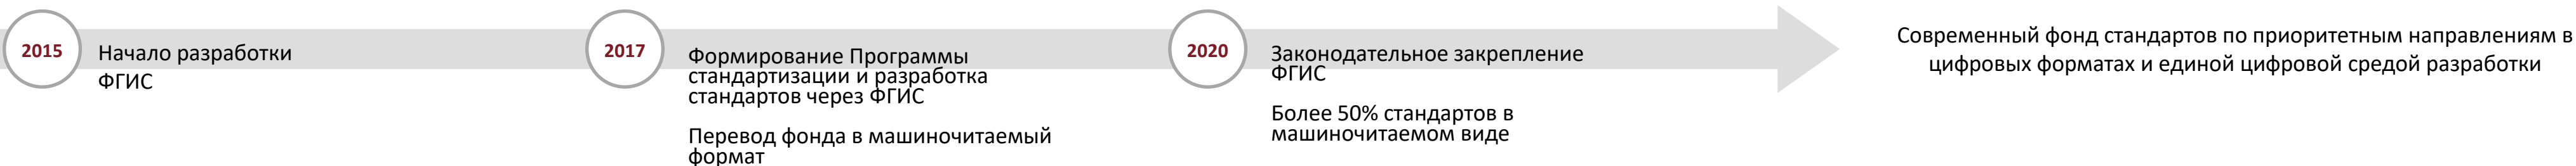 2015
Начало разработки
ФГИС
2017
Формирование Программы
стандартизации и разработка
стандартов через ФГИС
Перевод фонда в машиночитаемый
формат
2020
Законодательное закрепление
ФГИС
Более 50% стандартов в
машиночитаемом виде
Современный фонд стандартов по приоритетным направлениям в
цифровых форматах и единой цифровой средой разработки